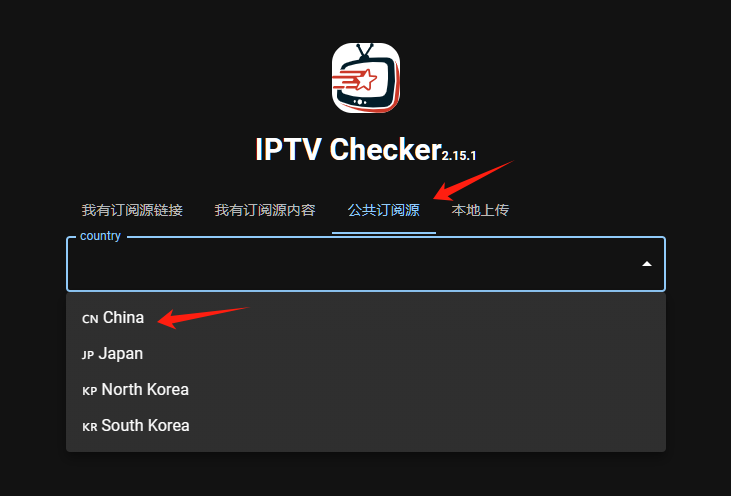 IPTV Checker2.15.1
我有订阅源链接 我有订阅源内容 公共订阅源 本地上传
country
CN China
JP Japan
KP North Korea
KR South Korea